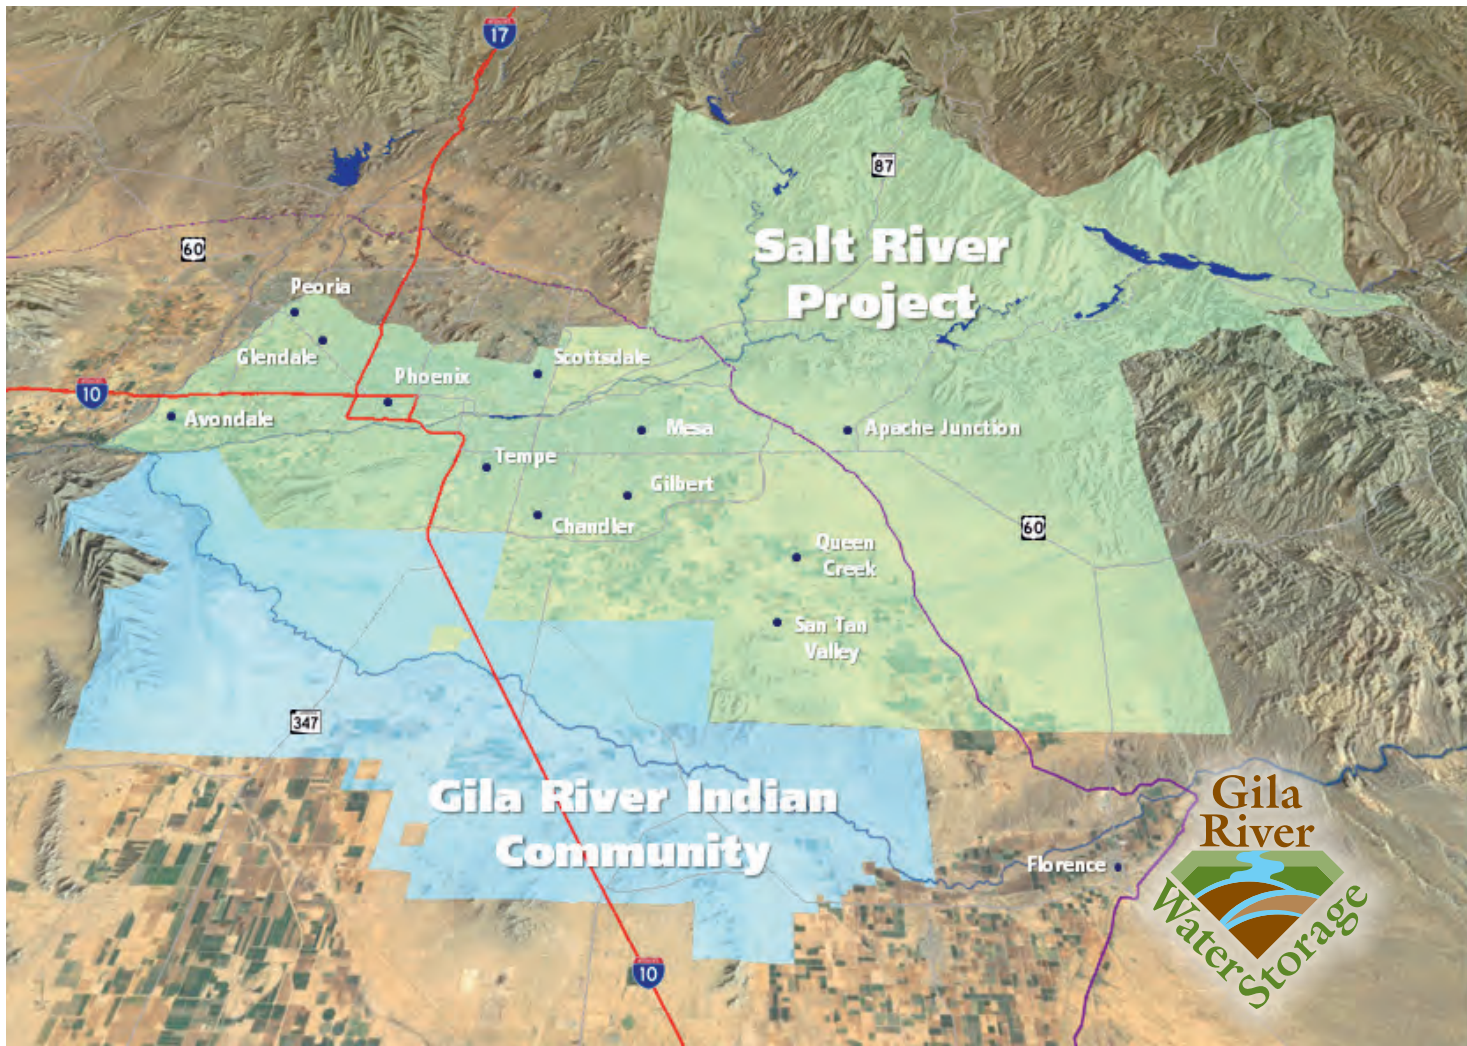 17
87
60
Salt River
Project
Peoria
Glendale
Scottsdale
Phoenix
10
Avondale
Mesa
Apache Junction
Tempe
Gilbert
Chandler
60
Queen
Creek
San Tan
Valley
347
Gila River Indian
Community
Florence
10
Gila
River
Water Storage